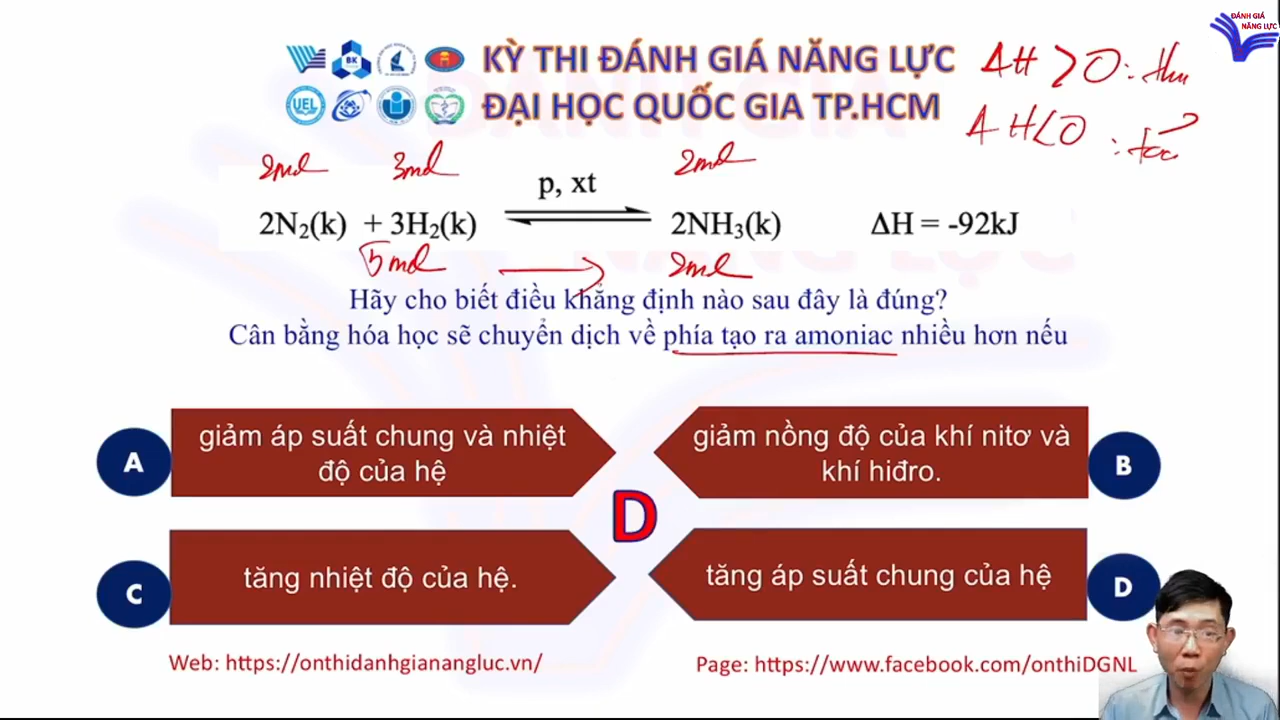 ĐÁNH GIÁ
NĂNG LỰC
KỲ THI ĐÁNH GIÁ NĂNG LỰC
ĐẠI HỌC QUỐC GIA TP.HCM
BK
UEL
ΔH > 0 : thu
ΔH < 0 : tỏa
2mol 3mol 2mol
p, xt
2N₂(k) + 3H₂(k) ⇌ 2NH₃(k) ΔH = -92kJ
5mol → 2mol
Hãy cho biết điều khẳng định nào sau đây là đúng?
Cân bằng hóa học sẽ chuyển dịch về phía tạo ra amoniac nhiều hơn nếu
A
giảm áp suất chung và nhiệt
độ của hệ
giảm nồng độ của khí nitơ và
khí hiđro.
B
D
C
tăng nhiệt độ của hệ.
tăng áp suất chung của hệ
D
Web: https://onthidanhgianangluc.vn/
Page: https://www.facebook.com/onthiDGNL